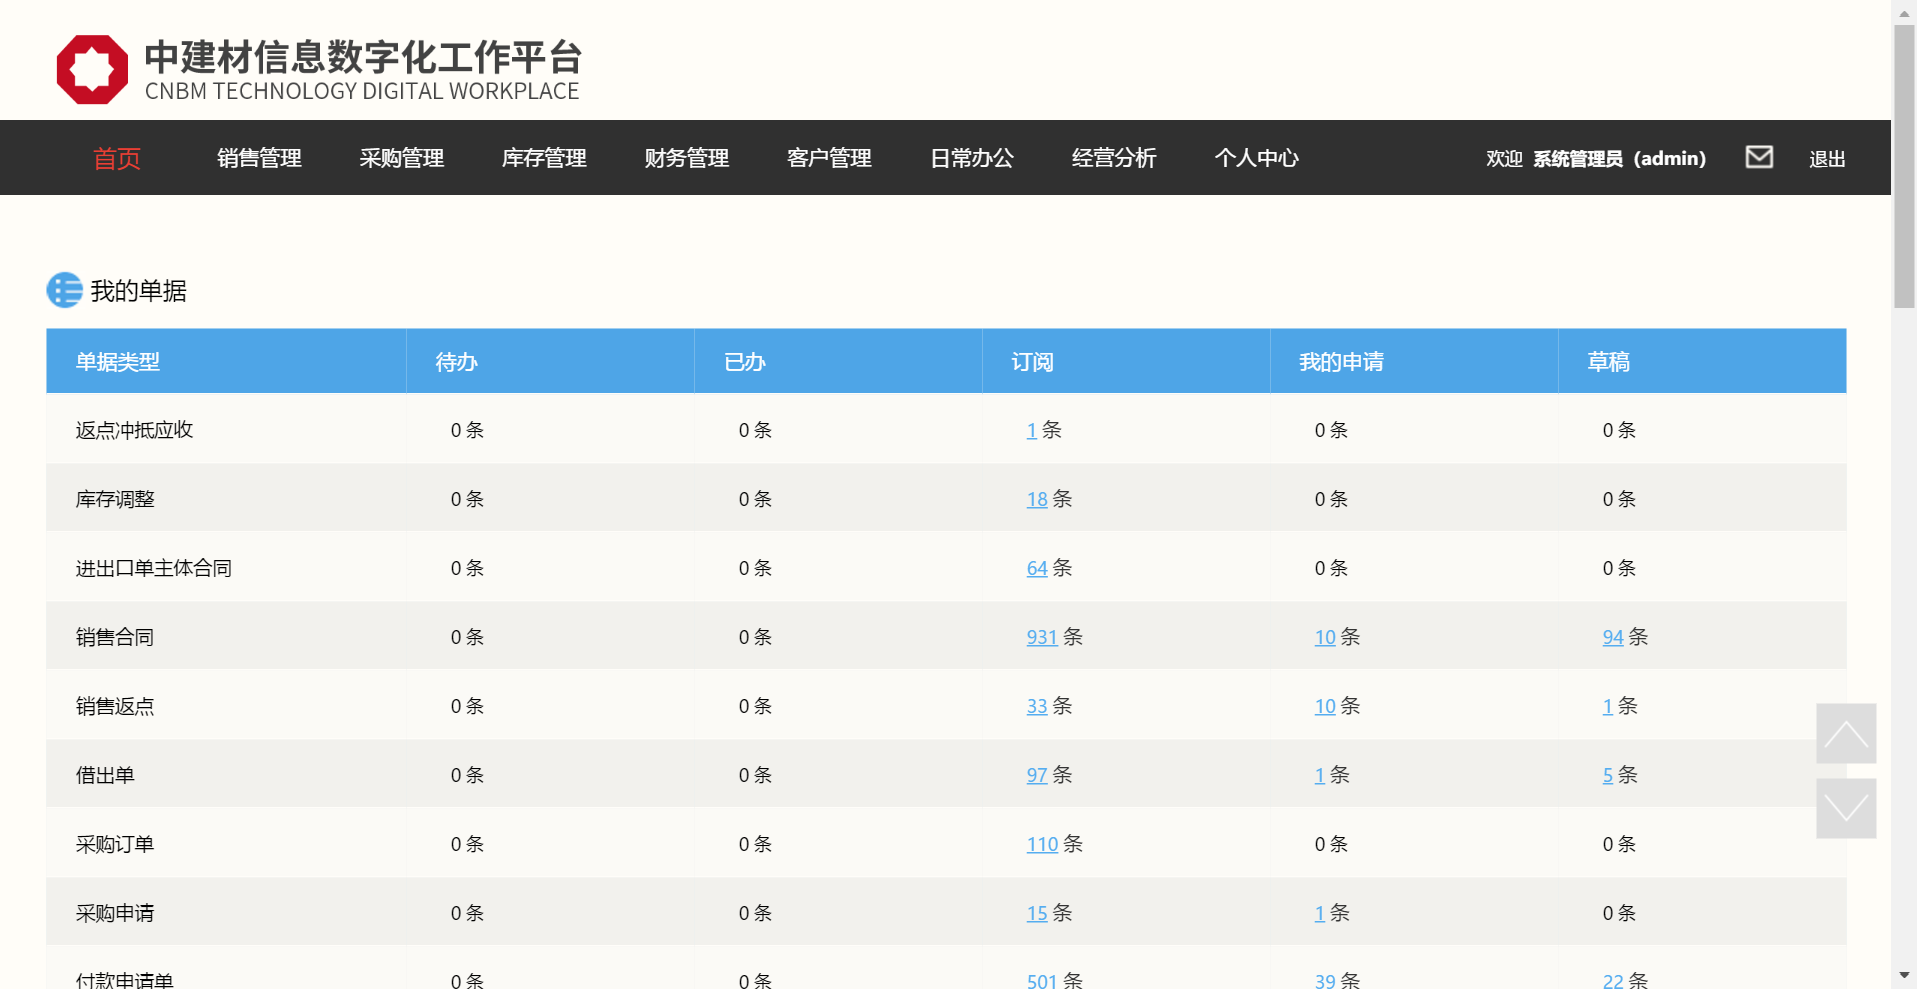 中建材信息数字化工作平台
CNBM TECHNOLOGY DIGITAL WORKPLACE
首页 销售管理 采购管理 库存管理 财务管理 客户管理 日常办公 经营分析 个人中心 欢迎 系统管理员（admin） 退出
我的单据
单据类型 待办 已办 订阅 我的申请 草稿
返点冲抵应收 0 条 0 条 1 条 0 条 0 条
库存调整 0 条 0 条 18 条 0 条 0 条
进出口单主体合同 0 条 0 条 64 条 0 条 0 条
销售合同 0 条 0 条 931 条 10 条 94 条
销售返点 0 条 0 条 33 条 10 条 1 条
借出单 0 条 0 条 97 条 1 条 5 条
采购订单 0 条 0 条 110 条 0 条 0 条
采购申请 0 条 0 条 15 条 1 条 0 条
付款申请单 0 条 0 条 501 条 39 条 22 条